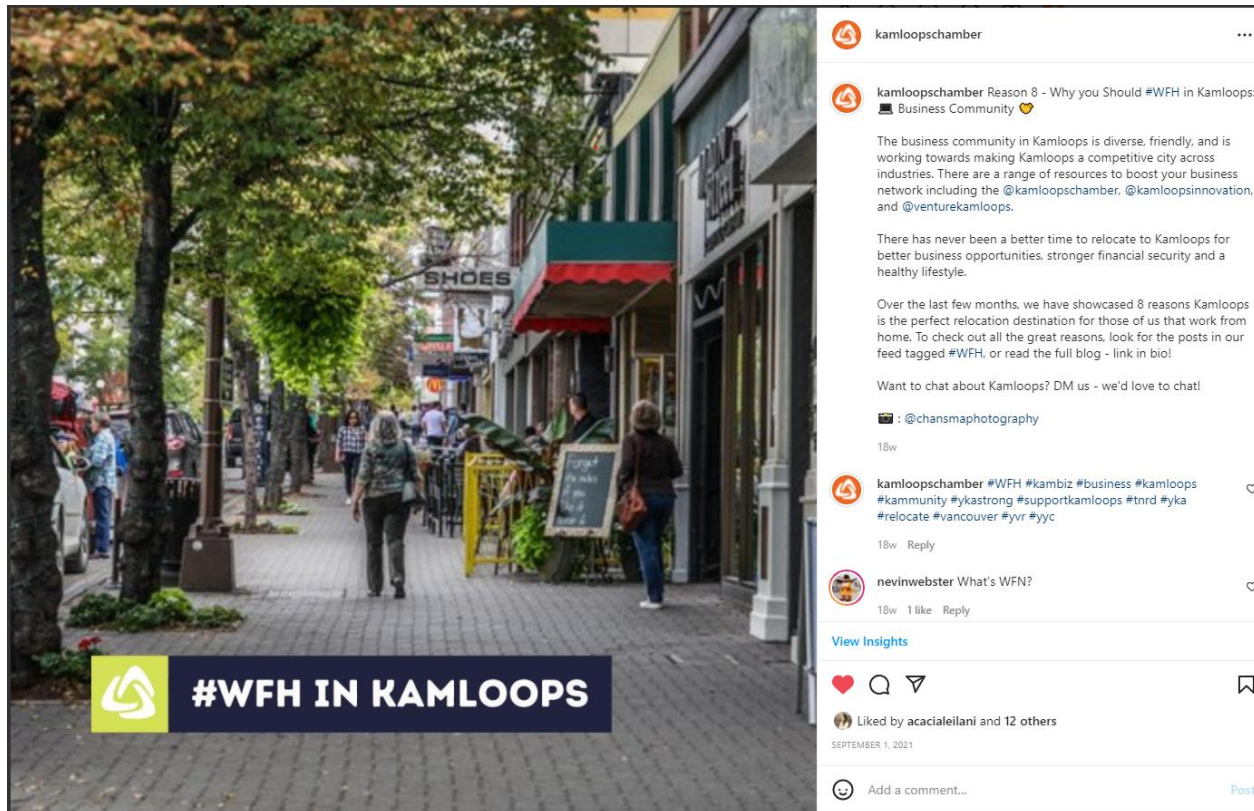 SHOES
#WFH IN KAMLOOPS
kamloopschamber
kamloopschamber Reason 8 - Why you Should #WFH in Kamloops:
💻 Business Community 💛
The business community in Kamloops is diverse, friendly, and is
working towards making Kamloops a competitive city across
industries. There are a range of resources to boost your business
network including the @kamloopschamber, @kamloopsinnovation,
and @venturekamloops.
There has never been a better time to relocate to Kamloops for
better business opportunities, stronger financial security and a
healthy lifestyle.
Over the last few months, we have showcased 8 reasons Kamloops
is the perfect relocation destination for those of us that work from
home. To check out all the great reasons, look for the posts in our
feed tagged #WFH, or read the full blog - link in bio!
Want to chat about Kamloops? DM us - we'd love to chat!
📷 : @chansmaphotography
18w
kamloopschamber #WFH #kambiz #business #kamloops
#kammunity #ykastrong #supportkamloops #tnrd #yka
#relocate #vancouver #yvr #yyc
18w Reply
nevinwebster What's WFN?
18w 1 like Reply
View Insights
Liked by acacialeilani and 12 others
SEPTEMBER 1, 2021
Add a comment...
Post